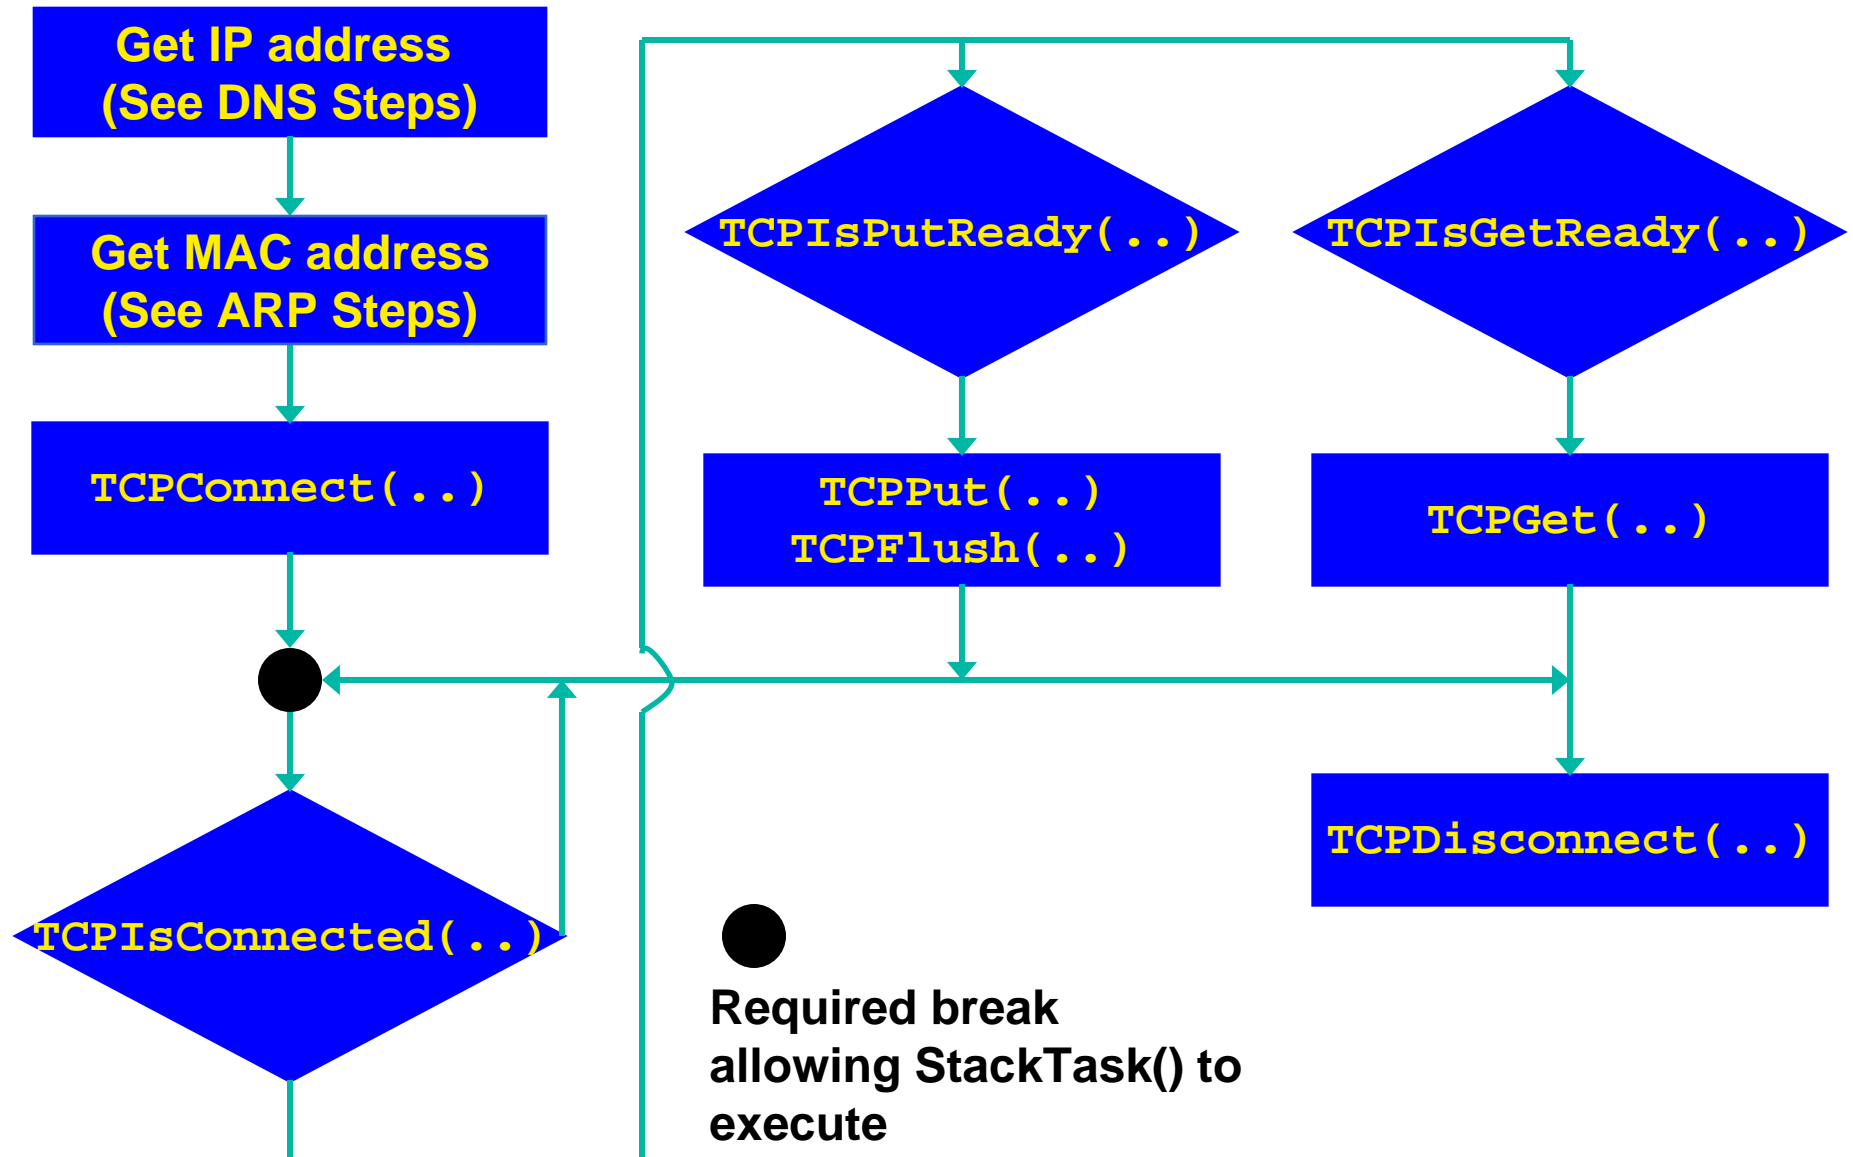 Get IP address
(See DNS Steps)
Get MAC address
(See ARP Steps)
TCPConnect(..)
TCPIsConnected(..)
TCPIsPutReady(..)
TCPPut(..)
TCPFlush(..)
TCPIsGetReady(..)
TCPGet(..)
TCPDisconnect(..)
Required break
allowing StackTask() to
execute